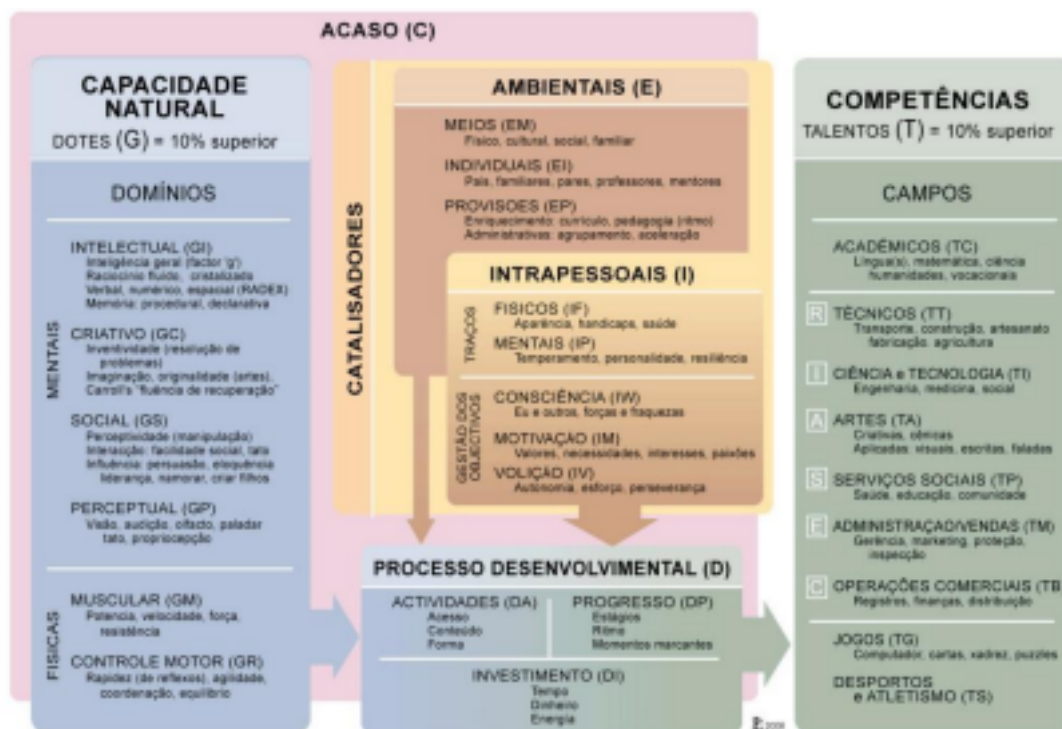 ACASO (C)
CAPACIDADE
NATURAL
DOTES (G) = 10% superior
DOMÍNIOS
MENTAIS
INTELECTUAL (GI)
Inteligência geral (factor 'g')
Raciocínio fluido, cristalizado
Verbal, numérico, espacial (RADEX)
Memória: procedural, declarativa
CRIATIVO (GC)
Inventividade (resolução de
problemas)
Imaginação, originalidade (artes),
Carroll's "fluência de recuperação"
SOCIAL (GS)
Perceptividade (manipulação)
Interacção: facilidade social, tato
Influência: persuasão, eloquência
liderança, namorar, criar filhos
PERCEPTUAL (GP)
Visão, audição, olfacto, paladar
tato, propriocepção
FISICAS
MUSCULAR (GM)
Potencia, velocidade, força,
resistência
CONTROLE MOTOR (GR)
Rapidez (de reflexos), agilidade,
coordenação, equilíbrio
CATALISADORES
AMBIENTAIS (E)
MEIOS (EM)
Físico, cultural, social, familiar
INDIVIDUAIS (EI)
Pais, familiares, pares, professores, mentores
PROVISÕES (EP)
Enriquecimento: currículo, pedagogia (ritmo)
Administrativas: agrupamento, aceleração
INTRAPESSOAIS (I)
TRAÇOS
FISICOS (IF)
Aparência, handicaps, saúde
MENTAIS (IP)
Temperamento, personalidade, resiliência
GESTÃO DOS
OBJECTIVOS
CONSCIÊNCIA (IW)
Eu e outros, forças e fraquezas
MOTIVAÇÃO (IM)
Valores, necessidades, interesses, paixões
VOLIÇÃO (IV)
Autonomia, esforço, perseverança
PROCESSO DESENVOLVIMENTAL (D)
ACTIVIDADES (DA)
Acesso
Conteúdo
Forma
PROGRESSO (DP)
Estágios
Ritmo
Momentos marcantes
INVESTIMENTO (DI)
Tempo
Dinheiro
Energia
COMPETÊNCIAS
TALENTOS (T) = 10% superior
CAMPOS
ACADÉMICOS (TC)
Língua(s), matemática, ciência
humanidades, vocacionais
R TÉCNICOS (TT)
Transporte, construção, artesanato
fabricação, agricultura
I CIÊNCIA e TECNOLOGIA (TI)
Engenharia, medicina, social
A ARTES (TA)
Criativas, cênicas
Aplicadas: visuais, escritas, faladas
S SERVIÇOS SOCIAIS (TP)
Saúde, educação, comunidade
E ADMINISTRAÇAO/VENDAS (TM)
Gerência, marketing, proteção,
inspecção
C OPERAÇÕES COMERCIAIS (TB
Registros, finanças, distribuição
JOGOS (TG)
Computador, cartas, xadrez, puzzles
DESPORTOS
e ATLETISMO (TS)